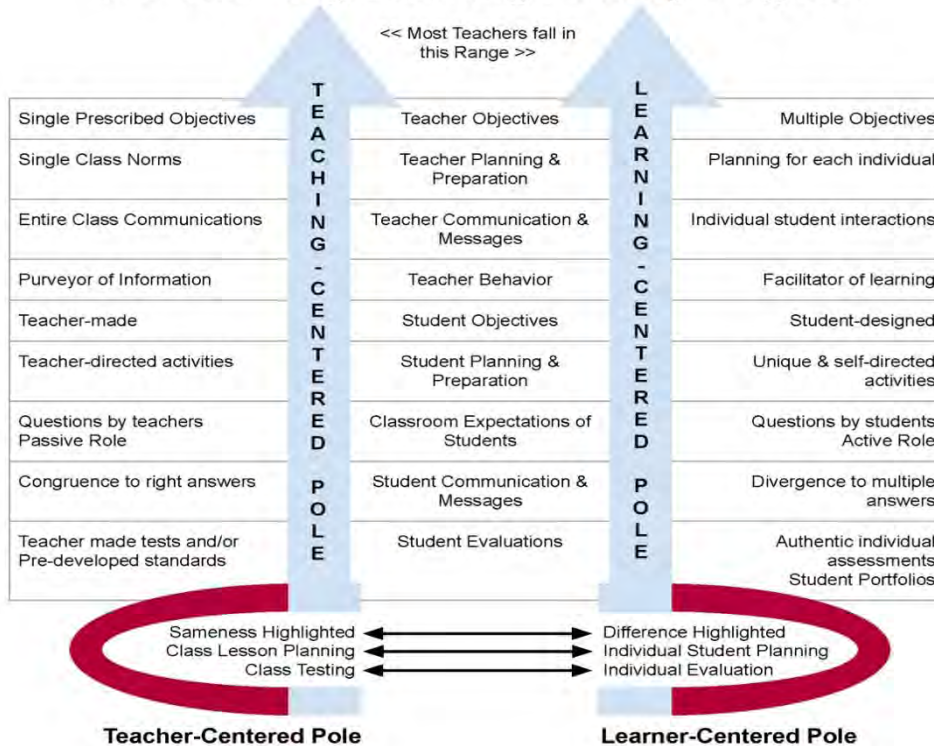 << Most Teachers fall in
this Range >>
TEACHING-CENTERED POLE
LEARNING-CENTERED POLE
Single Prescribed Objectives
Teacher Objectives
Multiple Objectives
Single Class Norms
Teacher Planning &
Preparation
Planning for each individual
Entire Class Communications
Teacher Communication &
Messages
Individual student interactions
Purveyor of Information
Teacher Behavior
Facilitator of learning
Teacher-made
Student Objectives
Student-designed
Teacher-directed activities
Student Planning &
Preparation
Unique & self-directed
activities
Questions by teachers
Passive Role
Classroom Expectations of
Students
Questions by students
Active Role
Congruence to right answers
Student Communication &
Messages
Divergence to multiple
answers
Teacher made tests and/or
Pre-developed standards
Student Evaluations
Authentic individual
assessments
Student Portfolios
Sameness Highlighted
Difference Highlighted
Class Lesson Planning
Individual Student Planning
Class Testing
Individual Evaluation
Teacher-Centered Pole
Learner-Centered Pole